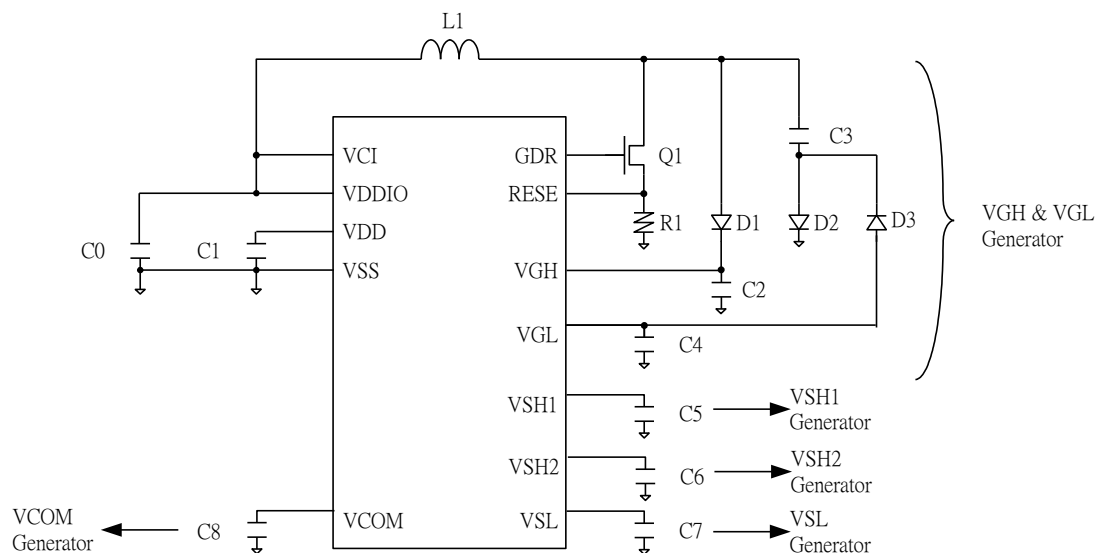 L1
VCI
VDDIO
VDD
VSS
VCOM
GDR
RESE
VGH
VGL
VSH1
VSH2
VSL
C0
C1
Q1
R1
D1
D2
D3
C2
C3
C4
VGH & VGL
Generator
C5
VSH1
Generator
C6
VSH2
Generator
C7
VSL
Generator
VCOM
Generator
C8